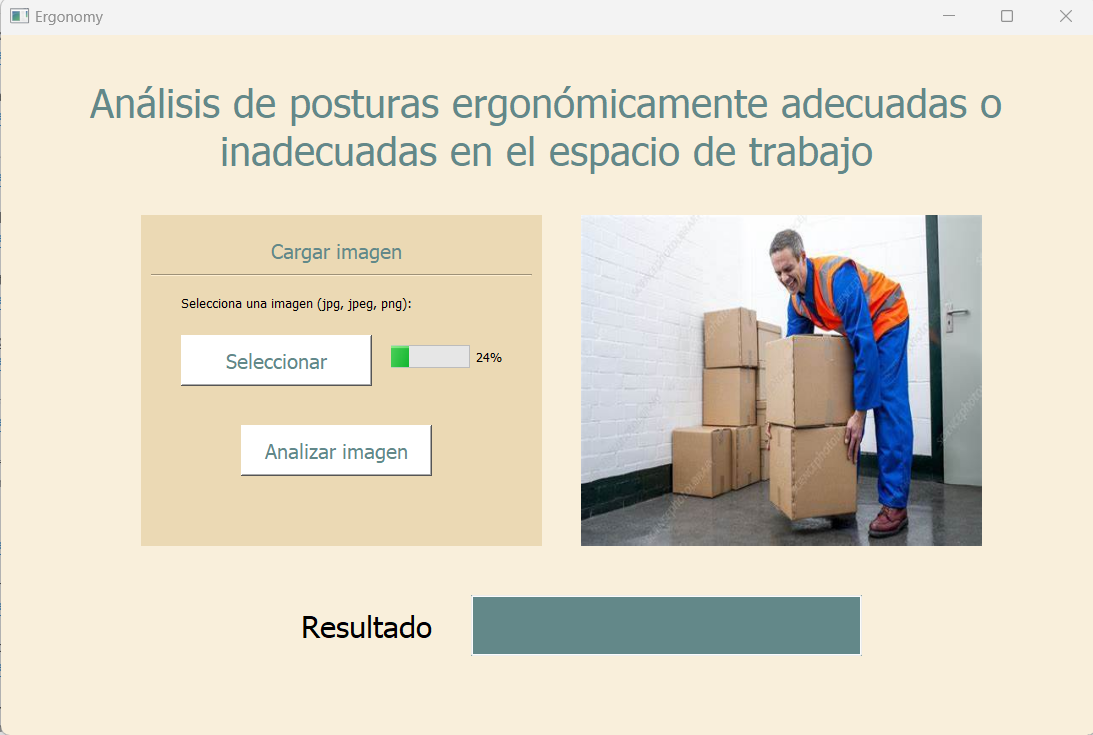 Ergonomy
Análisis de posturas ergonómicamente adecuadas o
inadecuadas en el espacio de trabajo
Cargar imagen
Selecciona una imagen (jpg, jpeg, png):
Seleccionar
24%
Analizar imagen
Resultado